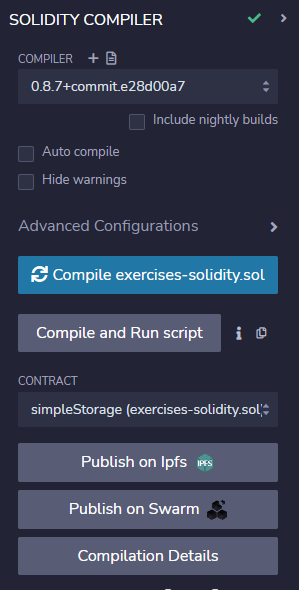 SOLIDITY COMPILER
COMPILER
0.8.7+commit.e28d00a7
Include nightly builds
Auto compile
Hide warnings
Advanced Configurations
Compile exercises-solidity.sol
Compile and Run script
CONTRACT
simpleStorage (exercises-solidity.sol)
Publish on Ipfs IPFS
Publish on Swarm
Compilation Details